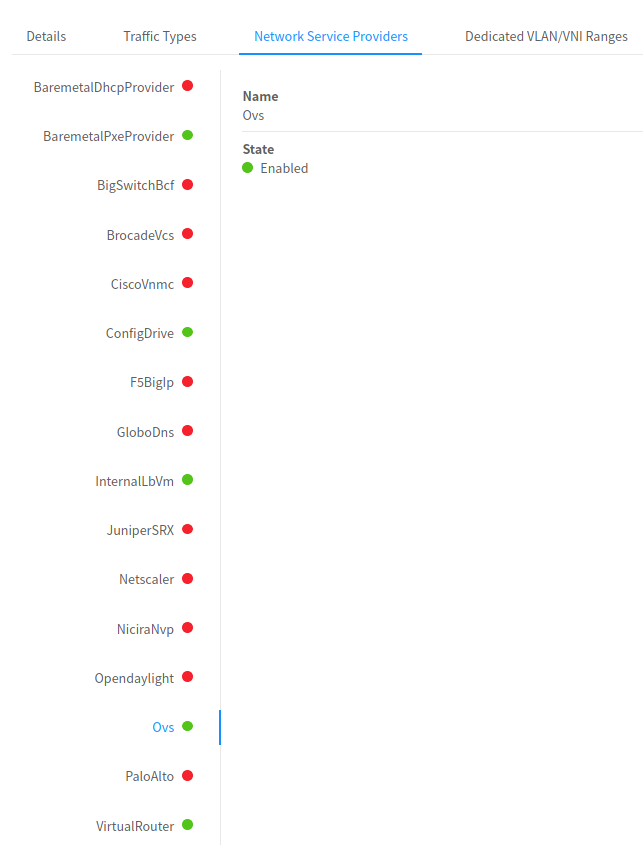 Details
Traffic Types
Network Service Providers
Dedicated VLAN/VNI Ranges
BaremetalDhcpProvider
BaremetalPxeProvider
BigSwitchBcf
BrocadeVcs
CiscoVnmc
ConfigDrive
F5BigIp
GloboDns
InternalLbVm
JuniperSRX
Netscaler
NiciraNvp
Opendaylight
Ovs
PaloAlto
VirtualRouter
Name
Ovs
State
Enabled